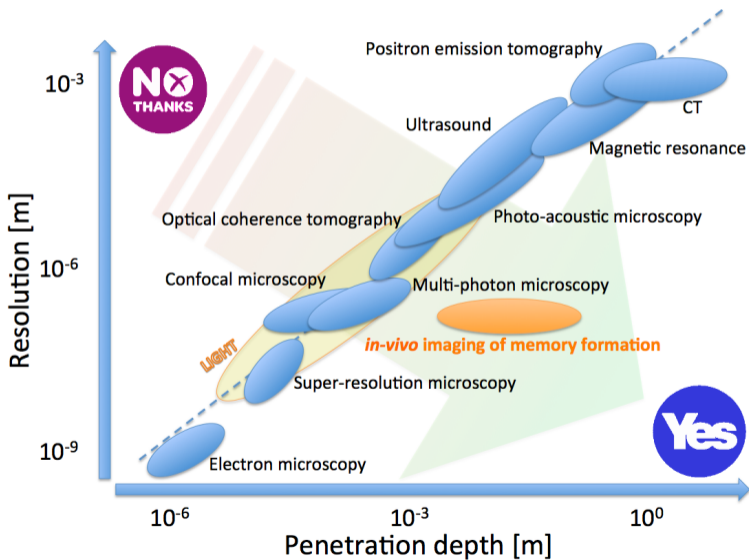 Positron emission tomography
NO
THANKS
10⁻³
CT
Ultrasound
Magnetic resonance
Optical coherence tomography
Photo-acoustic microscopy
Resolution [m]
10⁻⁶
Confocal microscopy
Multi-photon microscopy
in-vivo imaging of memory formation
LIGHT
Super-resolution microscopy
Yes
10⁻⁹
Electron microscopy
10⁻⁶
10⁻³
10⁰
Penetration depth [m]